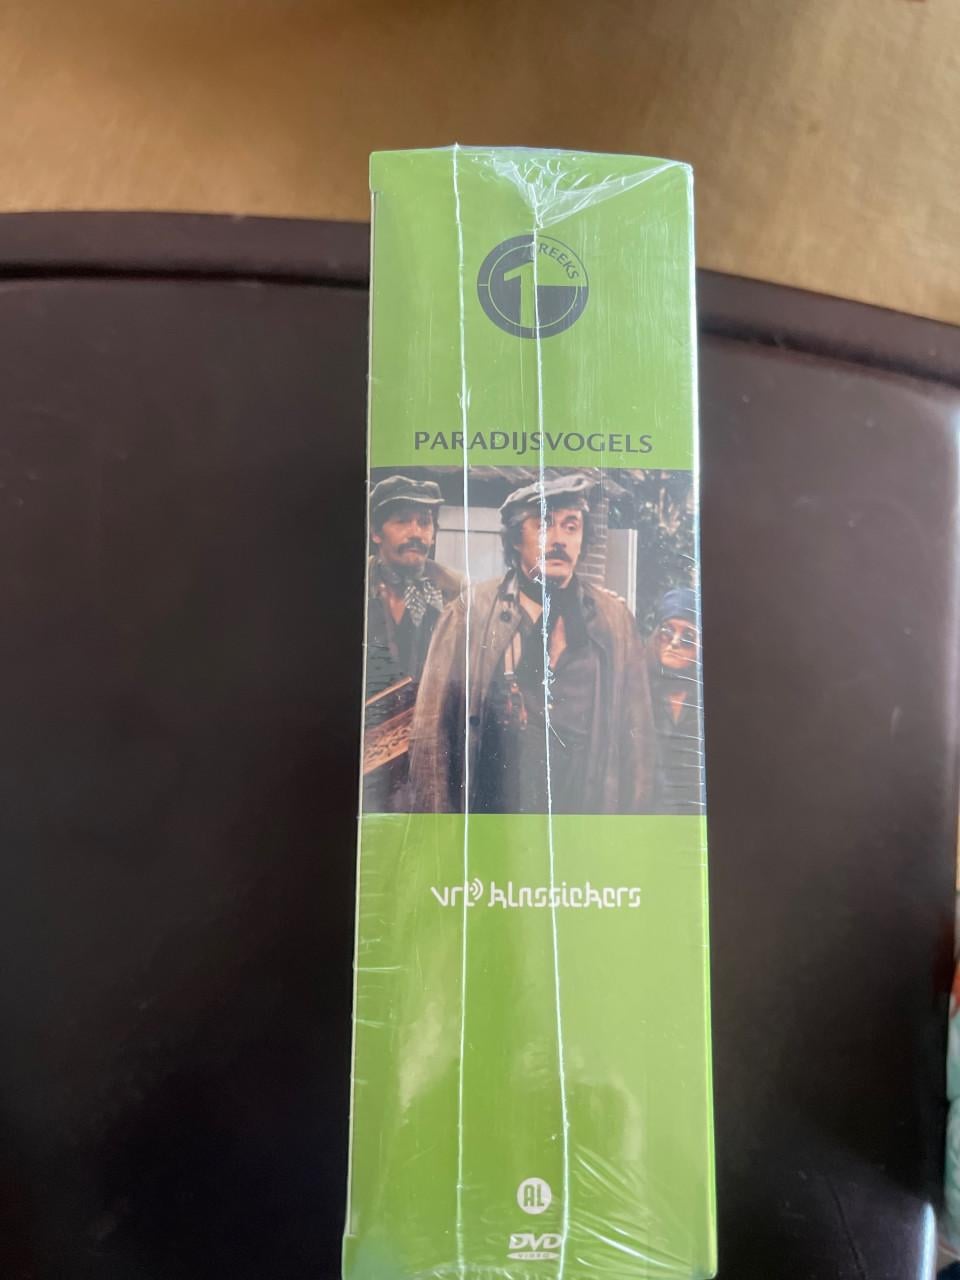 1 REEKS
PARADIJSVOGELS
vrt klassiekers
AL
DVD
VIDEO